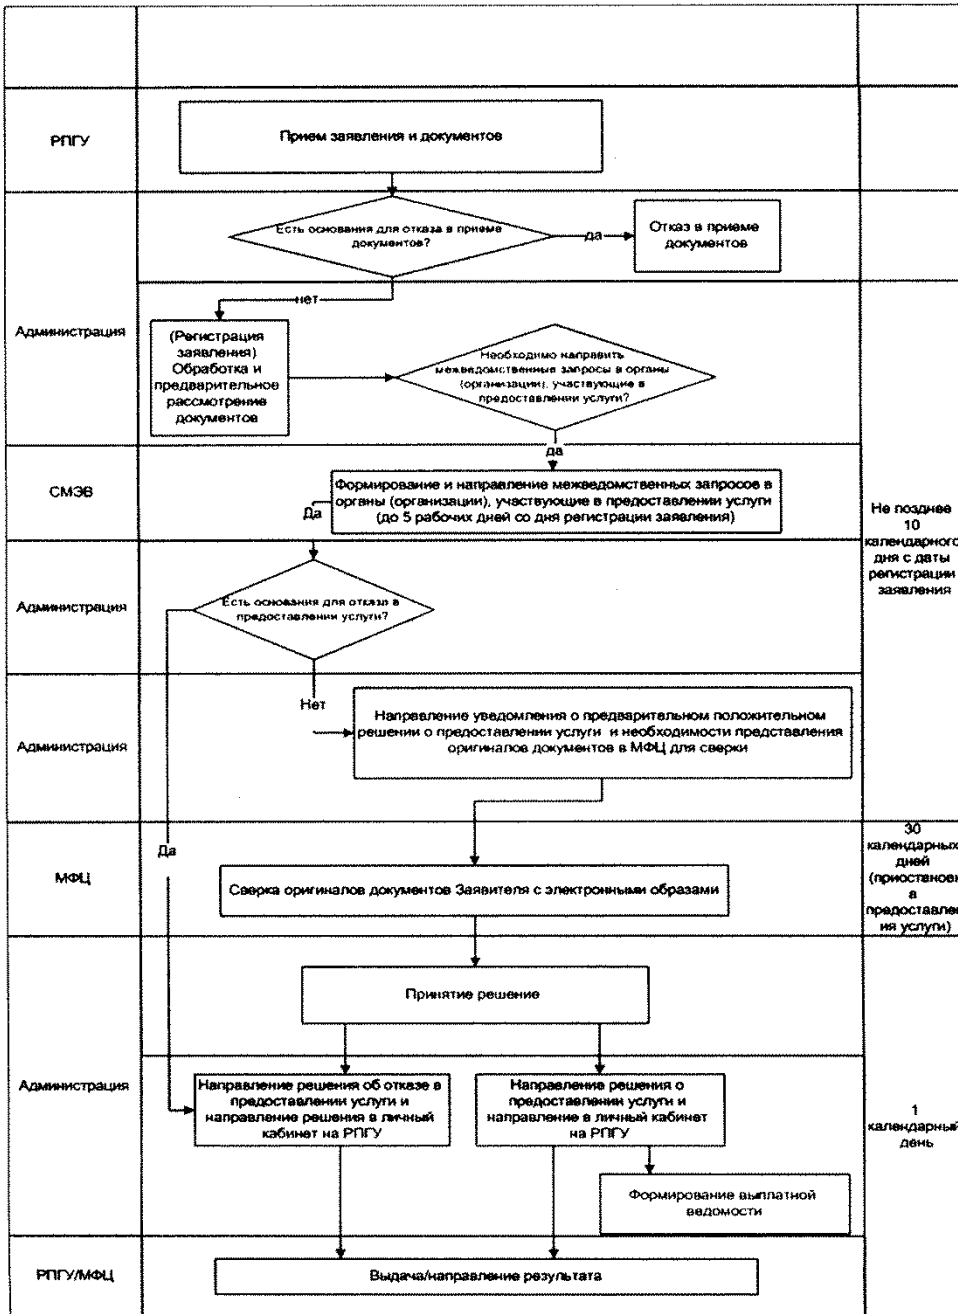 РПГУ
Прием заявления и документов
Есть основания для отказа в приеме
документов?
да
Отказ в приеме
документов
нет
Администрация
(Регистрация
заявления)
Обработка и
предварительное
рассмотрение
документов
Необходимо направить
межведомственные запросы в органы
(организации), участвующие в
предоставлении услуги?
да
СМЭВ
Формирование и направление межведомственных запросов в
органы (организации), участвующие в предоставлении услуги
(до 5 рабочих дней со дня регистрации заявления)
Да
Не позднее
10
календарного
дня с даты
регистрации
заявления
Администрация
Есть основания для отказа в
предоставлении услуги?
Нет
Администрация
Направление уведомления о предварительном положительном
решении о предоставлении услуги и необходимости представления
оригиналов документов в МФЦ для сверки
Да
МФЦ
Сверка оригиналов документов Заявителя с электронными образами
30
календарных
дней
(приостановк
а
предоставлен
ия услуги)
Принятие решение
Администрация
Направление решения об отказе в
предоставлении услуги и
направление решения в личный
кабинет на РПГУ
Направление решения о
предоставлении услуги и
направление в личный кабинет
на РПГУ
1
календарный
день
Формирование выплатной
ведомости
РПГУ/МФЦ
Выдача/направление результата